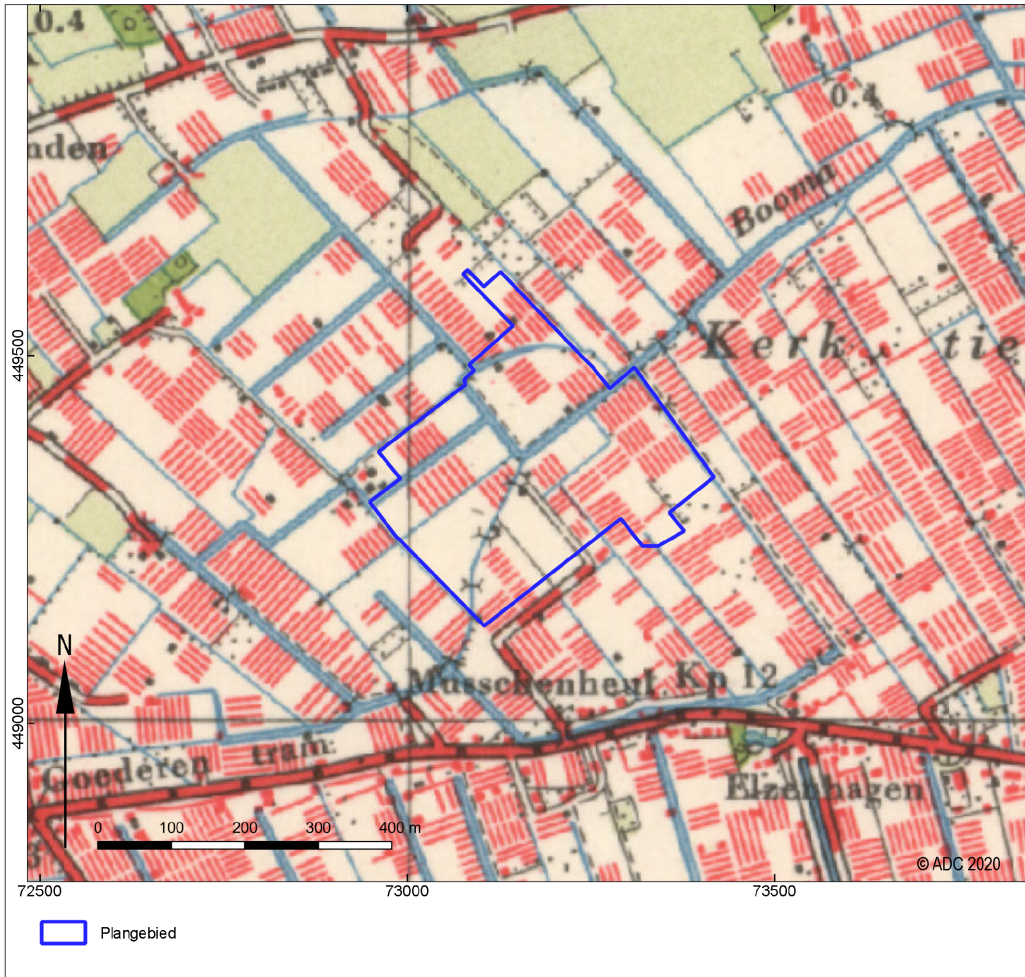 0.4
nden
0.4
Booma
Kerk tie
449500
N
Musschenheul Kp 12
449000
Goederen tram
Elzenhagen
0 100 200 300 400 m
© ADC 2020
72500 73000 73500
Plangebied